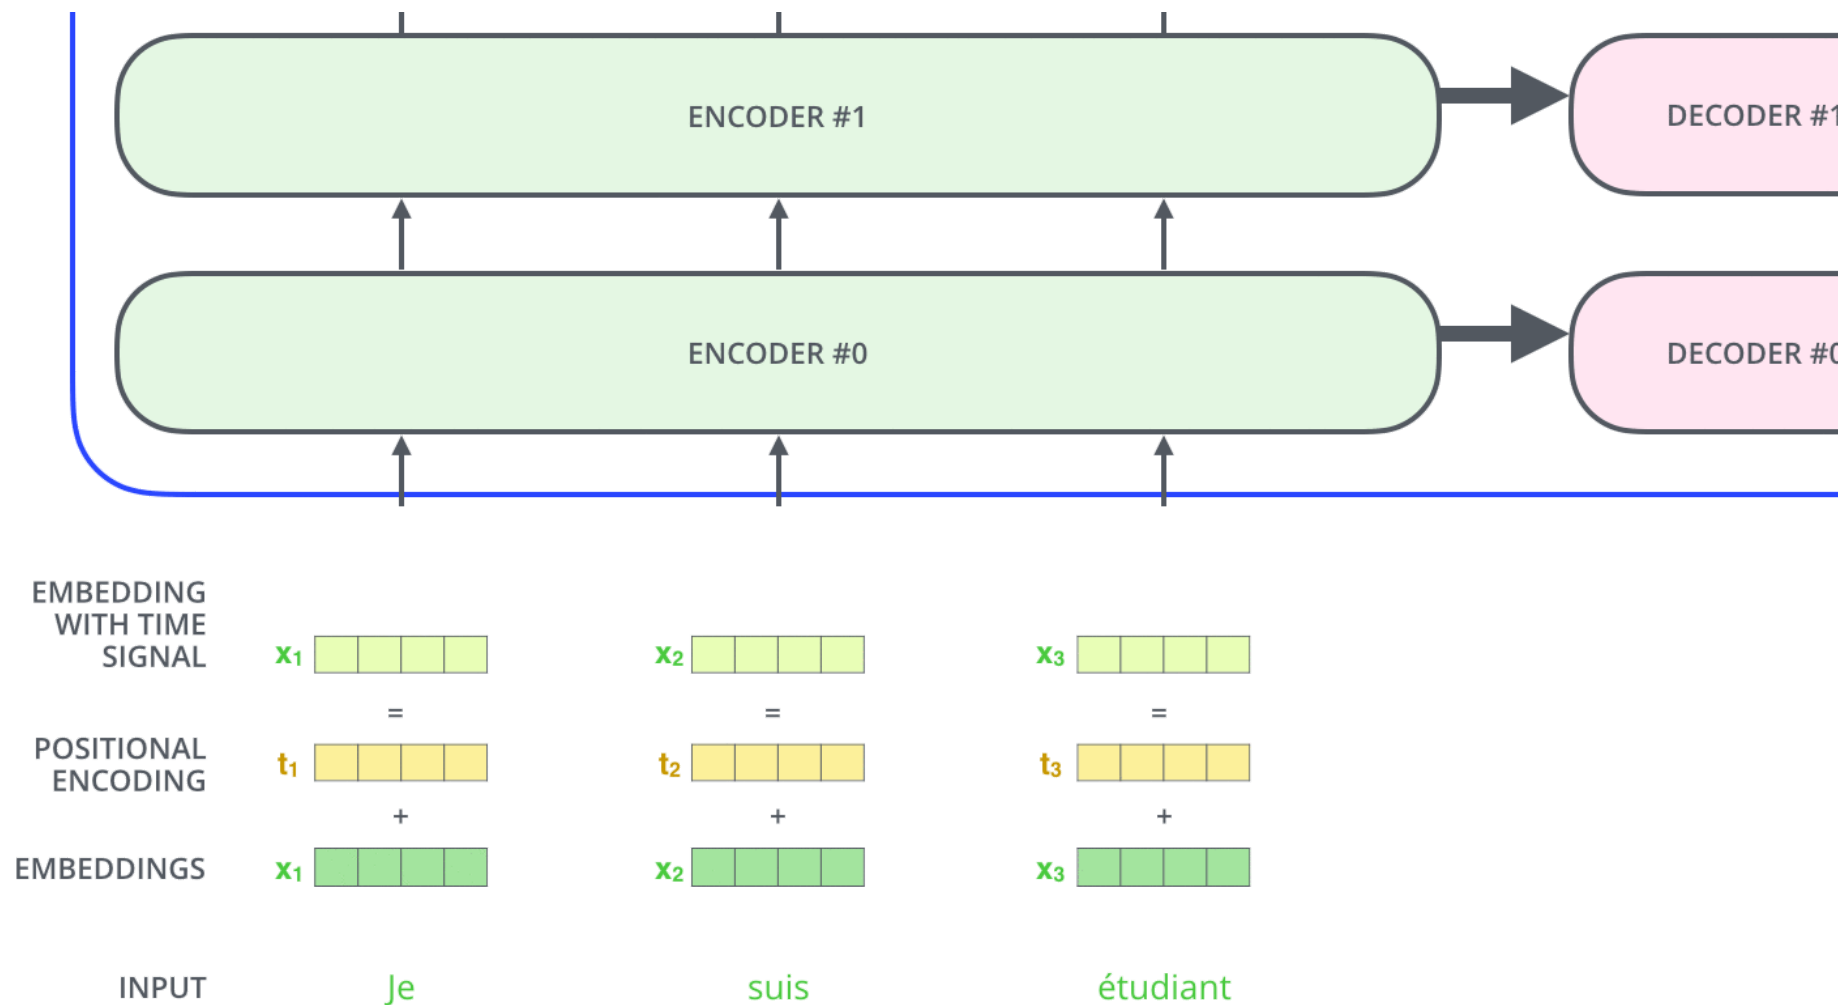 ENCODER #1
DECODER #1
ENCODER #0
DECODER #0
EMBEDDING
WITH TIME
SIGNAL
x₁
x₂
x₃
=
=
=
POSITIONAL
ENCODING
t₁
t₂
t₃
+
+
+
EMBEDDINGS
x₁
x₂
x₃
INPUT
Je
suis
étudiant